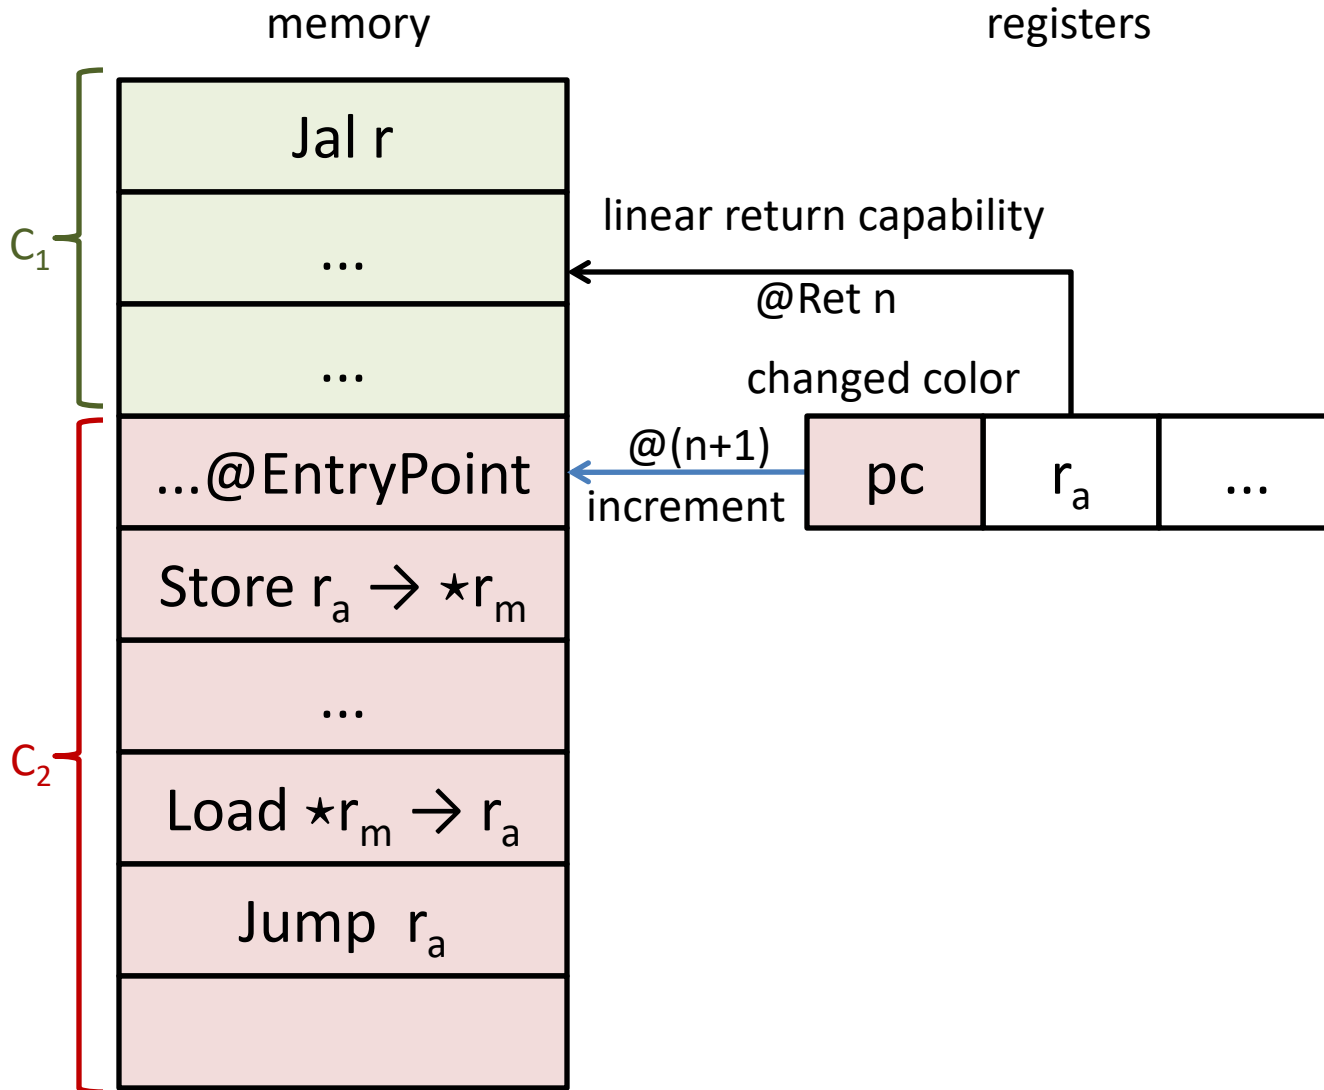 memory
registers
Jal r
...
...
C₁
linear return capability
@Ret n
changed color
...@EntryPoint
@(n+1)
increment
pc
rₐ
...
Store rₐ → ⋆rₘ
...
C₂
Load ⋆rₘ → rₐ
Jump rₐ